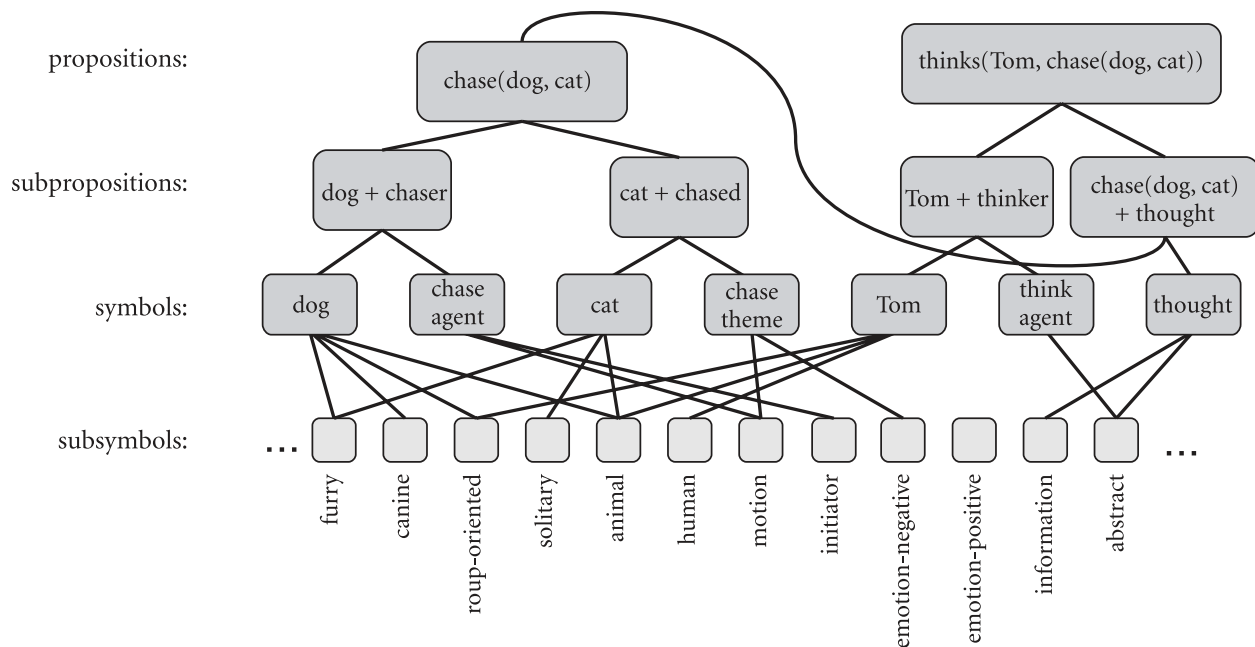 propositions:
chase(dog, cat)
thinks(Tom, chase(dog, cat))
subpropositions:
dog + chaser
cat + chased
Tom + thinker
chase(dog, cat)
+ thought
symbols:
dog
chase
agent
cat
chase
theme
Tom
think
agent
thought
subsymbols:
...
...
furry
canine
roup-oriented
solitary
animal
human
motion
initiator
emotion-negative
emotion-positive
information
abstract